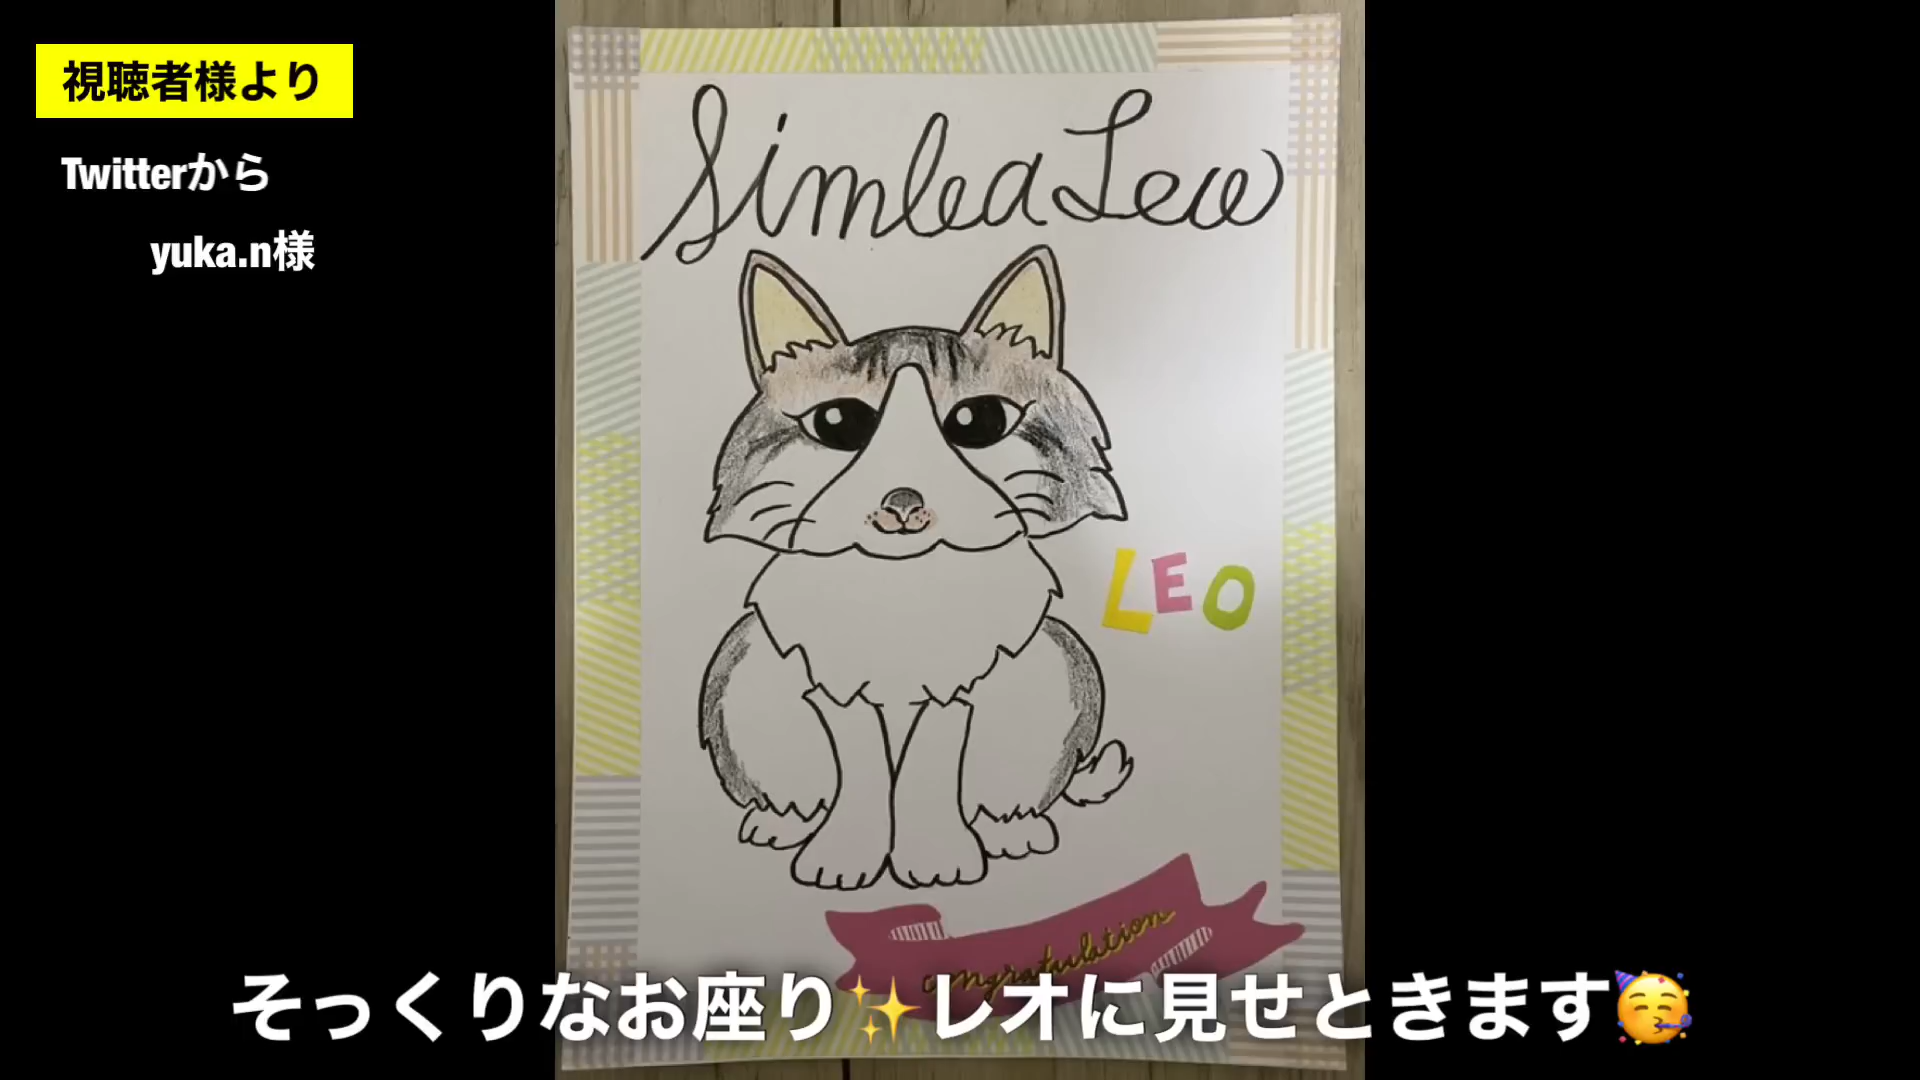 視聴者様より
Twitterから
yuka.n様
Simba Leo
LEO
congratulation
そっくりなお座り✨レオに見せときます🥳